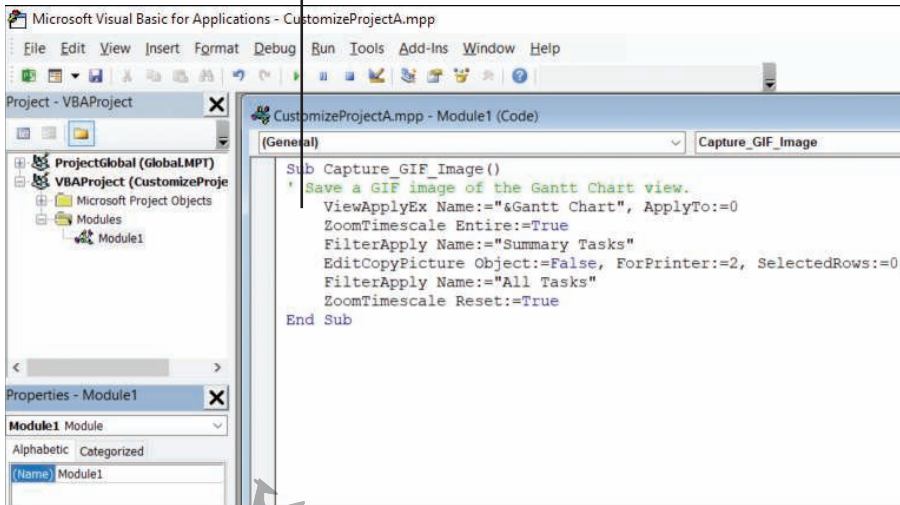 Microsoft Visual Basic for Applications - CustomizeProjectA.mpp
File Edit View Insert Format Debug Run Tools Add-Ins Window Help
Project - VBAProject
ProjectGlobal (Global.MPT)
VBAProject (CustomizeProje
Microsoft Project Objects
Modules
Module1
Properties - Module1
Module1 Module
Alphabetic Categorized
(Name) Module1
CustomizeProjectA.mpp - Module1 (Code)
(General) Capture_GIF_Image
Sub Capture_GIF_Image()
' Save a GIF image of the Gantt Chart view.
ViewApplyEx Name:="&Gantt Chart", ApplyTo:=0
ZoomTimescale Entire:=True
FilterApply Name:="Summary Tasks"
EditCopyPicture Object:=False, ForPrinter:=2, SelectedRows:=0
FilterApply Name:="All Tasks"
ZoomTimescale Reset:=True
End Sub